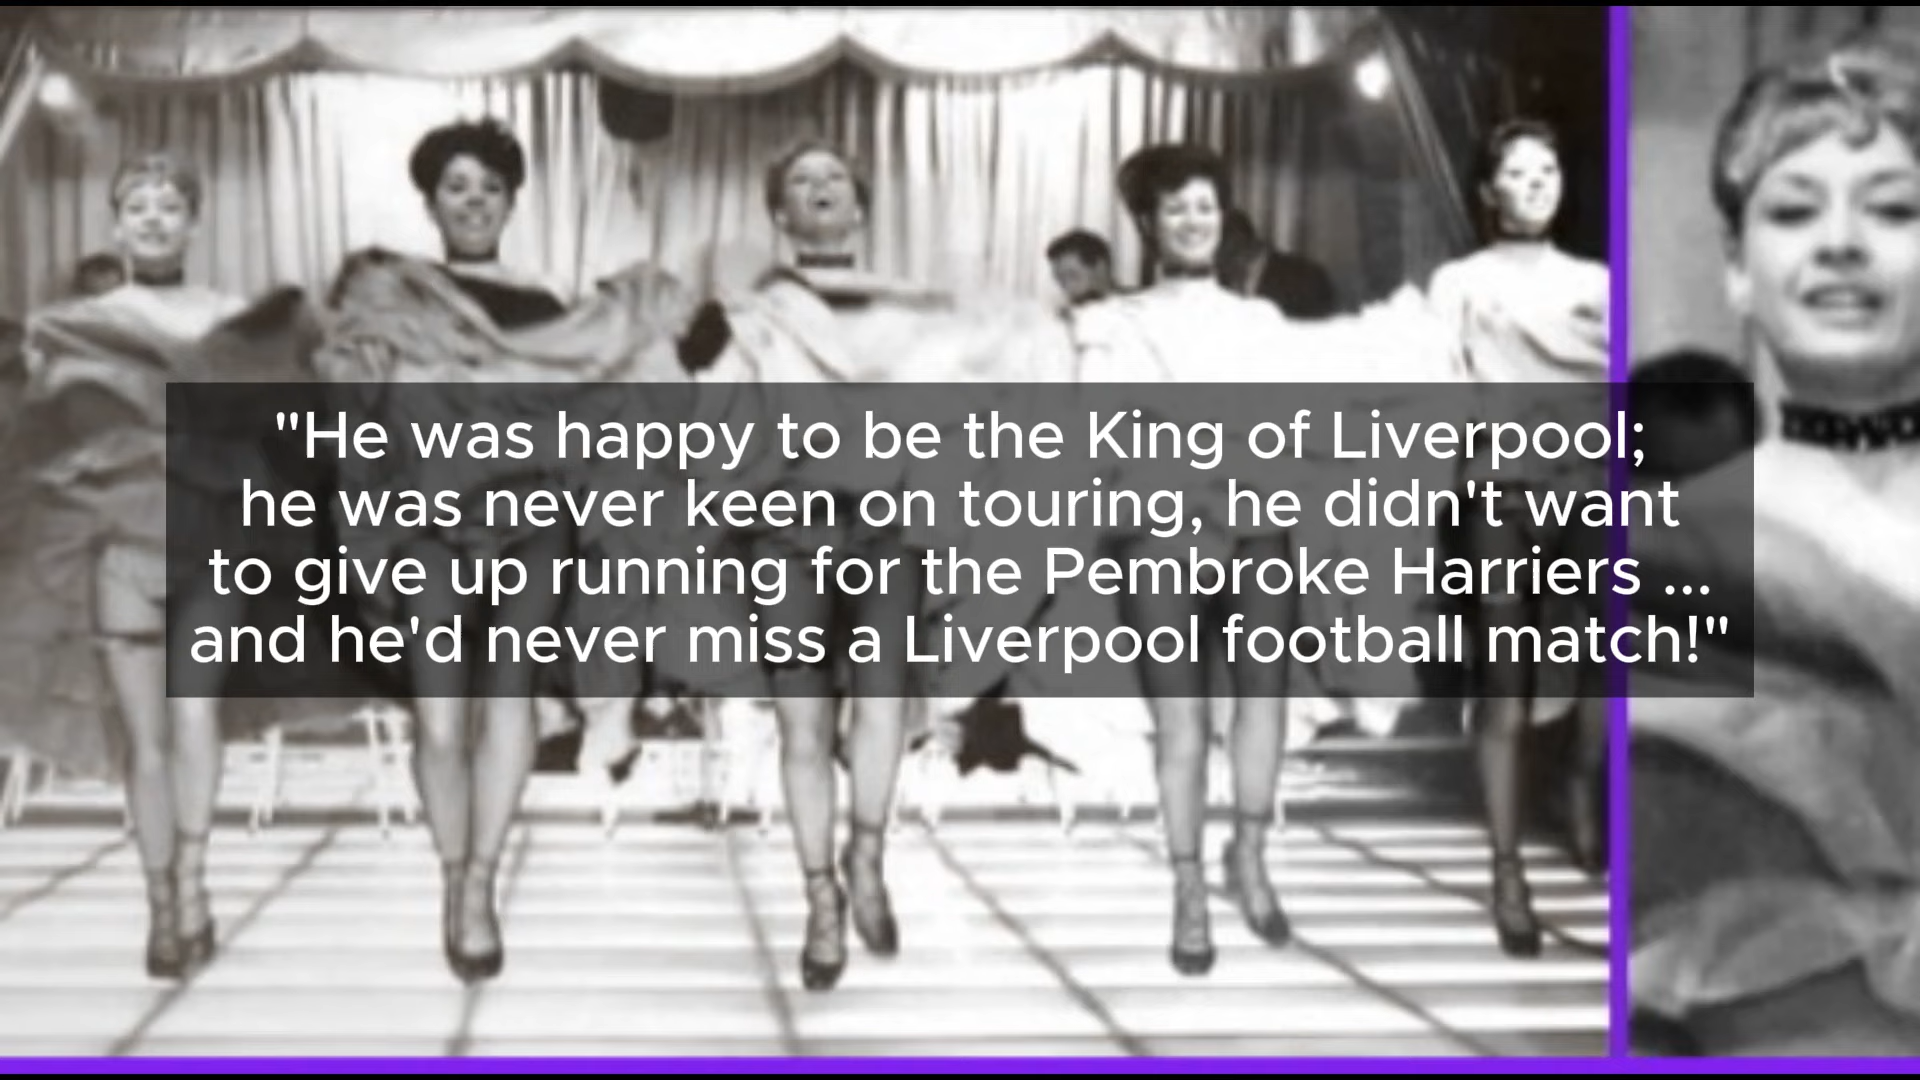 "He was happy to be the King of Liverpool;
he was never keen on touring, he didn't want
to give up running for the Pembroke Harriers ...
and he'd never miss a Liverpool football match!"